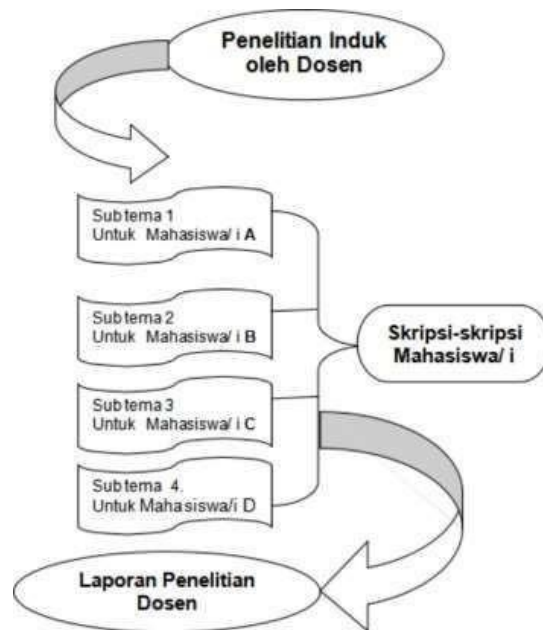 Penelitian Induk
oleh Dosen
Subtema 1
Untuk Mahasiswa/ i A
Subtema 2
Untuk Mahasiswa/ i B
Skripsi-skripsi
Mahasiswa/ i
Subtema 3
Untuk Mahasiswa/ i C
Subtema 4.
Untuk Mahasiswa/i D
Laporan Penelitian
Dosen